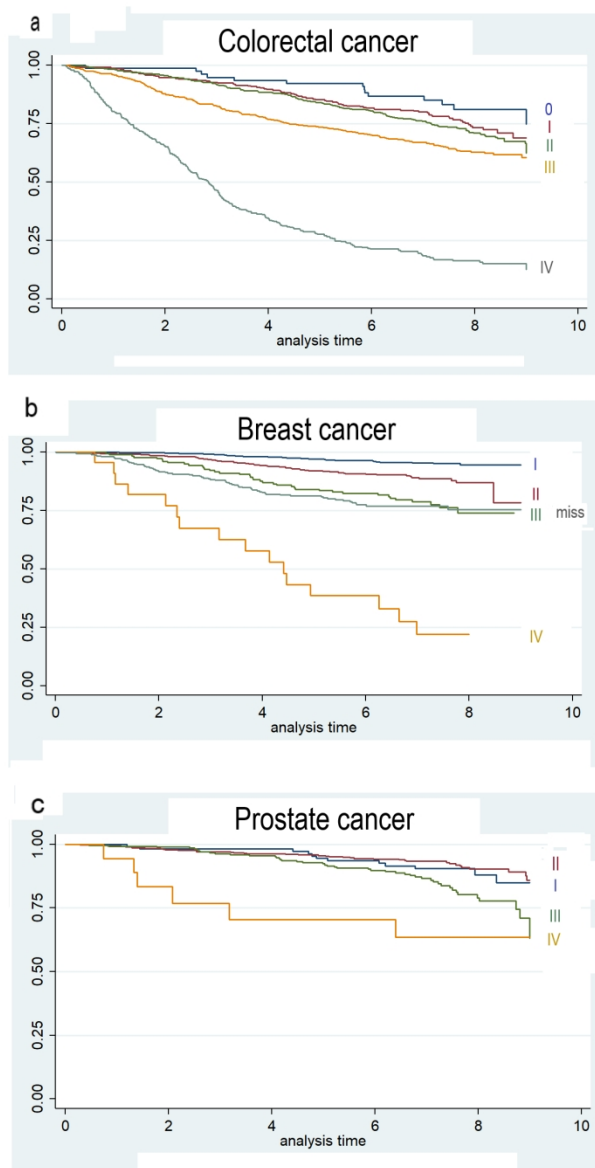 a
Colorectal cancer
1.00
0.75
0.50
0.25
0.00
0
I
II
III
IV
0 2 4 6 8 10
analysis time
b
Breast cancer
1.00
0.75
0.50
0.25
0.00
I
II
III miss
IV
0 2 4 6 8 10
analysis time
c
Prostate cancer
1.00
0.75
0.50
0.25
0.00
II
I
III
IV
0 2 4 6 8 10
analysis time